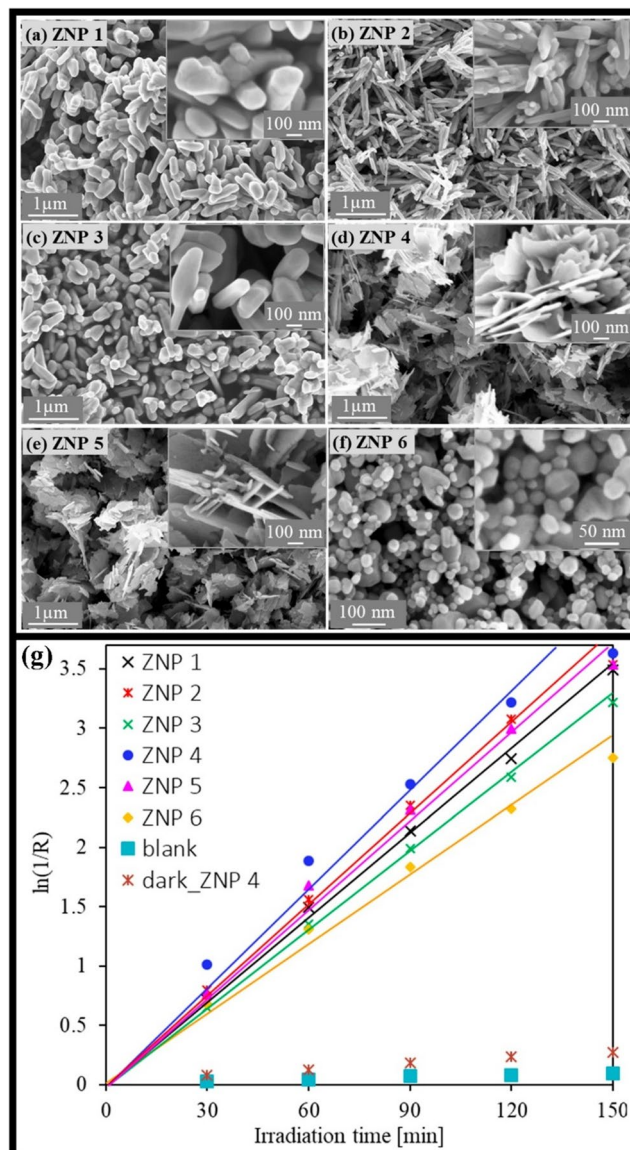 (a) ZNP 1
100 nm
1µm
(b) ZNP 2
100 nm
1µm
(c) ZNP 3
100 nm
1µm
(d) ZNP 4
100 nm
1µm
(e) ZNP 5
100 nm
1µm
(f) ZNP 6
50 nm
100 nm
(g)
ZNP 1
ZNP 2
ZNP 3
ZNP 4
ZNP 5
ZNP 6
blank
dark_ZNP 4
3.5
3
2.5
2
1.5
1
0.5
0
ln(1/R)
0 30 60 90 120 150
Irradiation time [min]